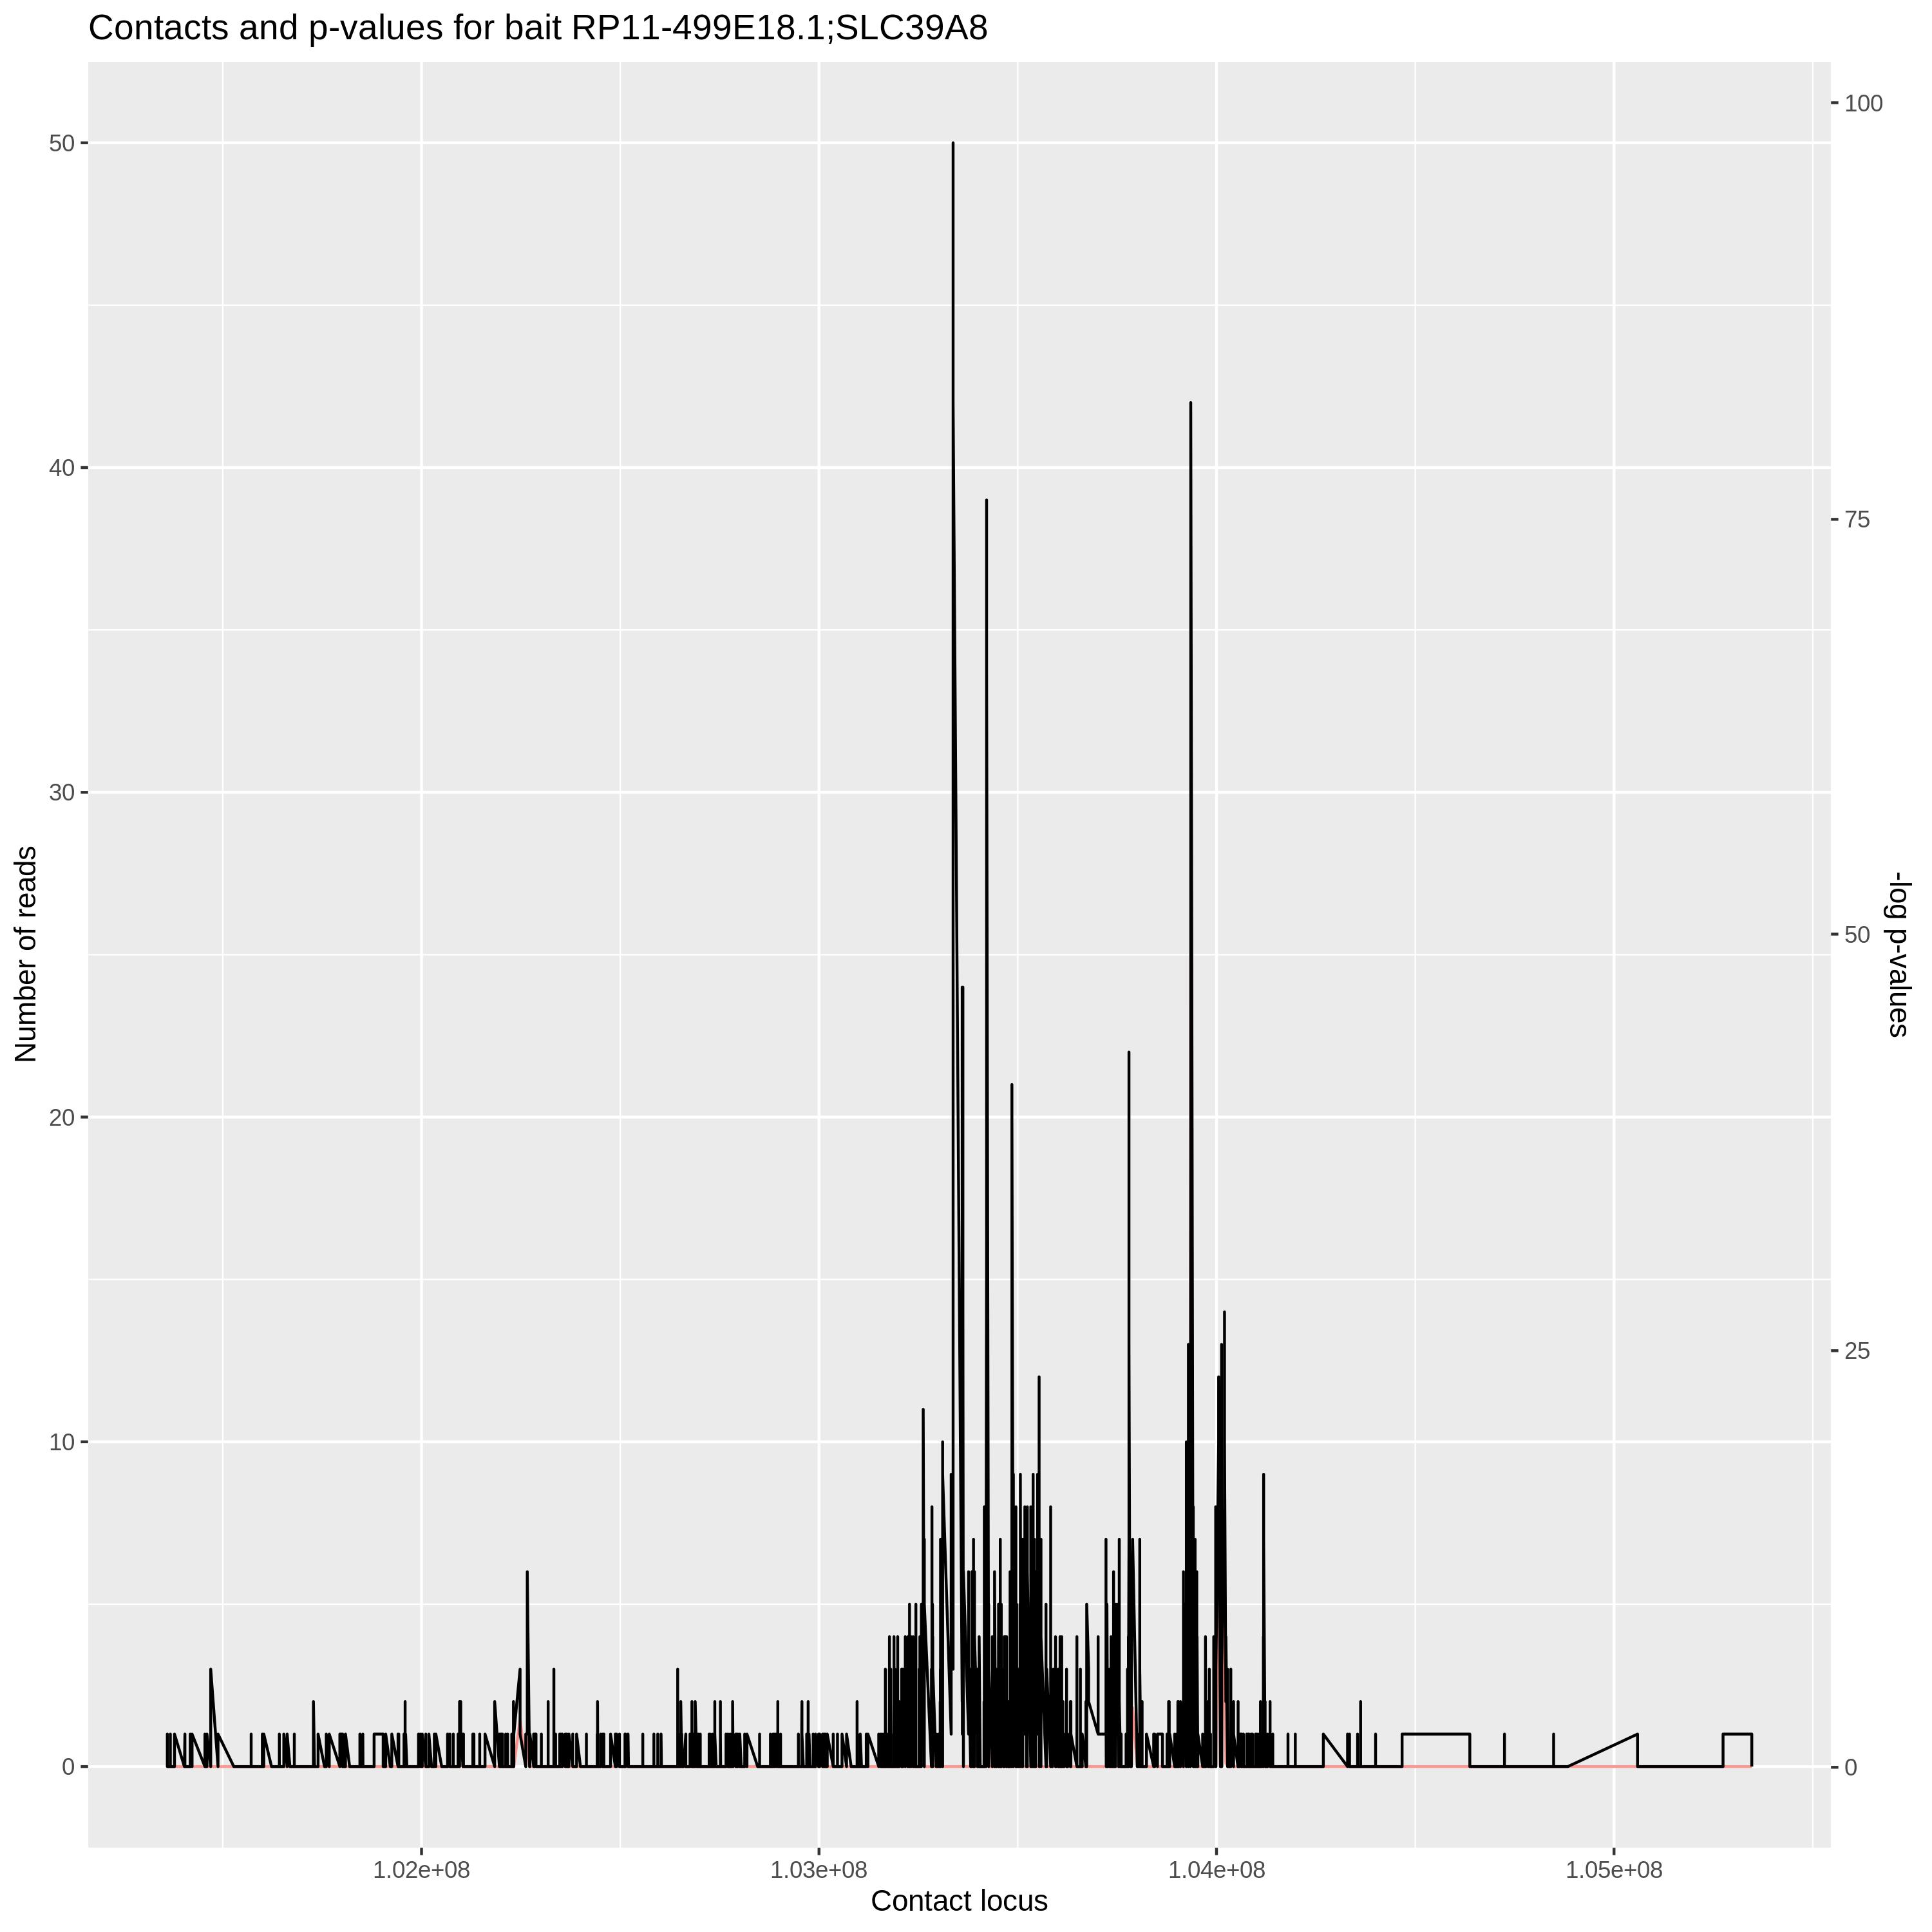 Contacts and p-values for bait RP11-499E18.1;SLC39A8
Number of reads
50
40
30
20
10
0
100
75
50
25
0
-log p-values
1.02e+08 1.03e+08 1.04e+08 1.05e+08
Contact locus